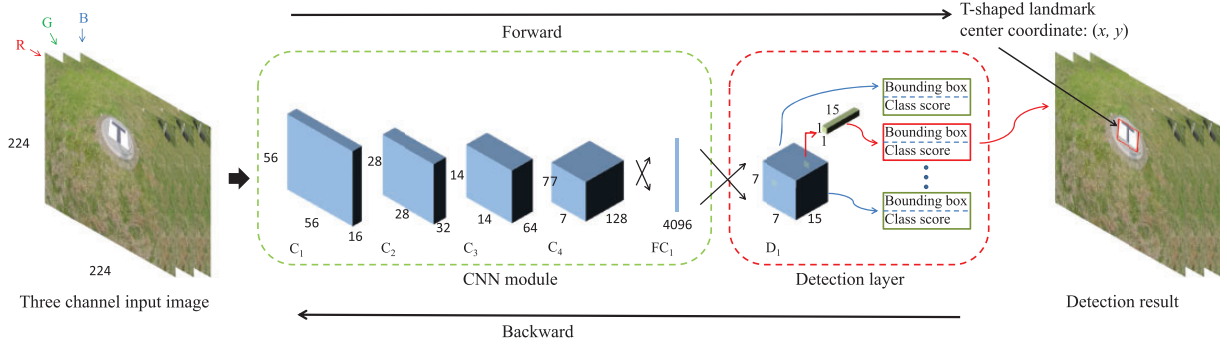 R
G
B
224
224
Three channel input image
Forward
56
56
16
C1
28
28
32
C2
14
14
64
C3
77
7
128
C4
4096
FC1
CNN module
7
7
15
D1
15
1
1
Bounding box
Class score
Bounding box
Class score
Bounding box
Class score
Detection layer
T-shaped landmark
center coordinate: (x, y)
T
T
Detection result
Backward